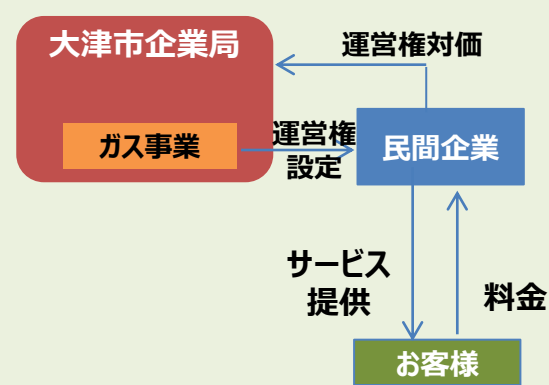 大津市企業局
運営権対価
ガス事業
運営権
設定
民間企業
サービス
提供
料金
お客様